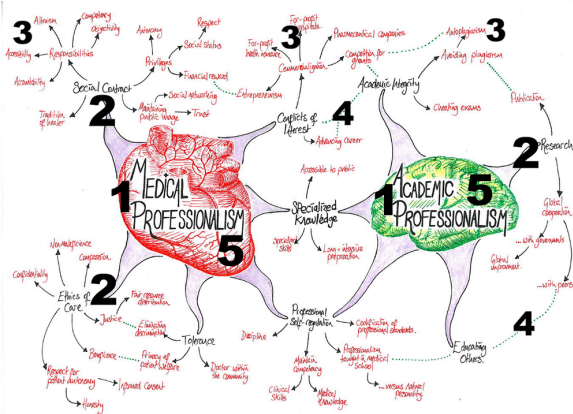 3
Altruism
Competency
Objectivity
Accessibility
Responsibilities
Accountability
Social Contract
Tradition
of healer
2
Autonomy
Respect
Social status
Privileges
Financial reward
Social networking
Maintaining
public image
Trust
For-profit
health insurance
For-profit
hospitals
3
Pharmaceutical companies
Commercialization
Competition for
grants
Entrepreneurism
Conflicts of
Interest
4
Advancing career
Autoplagiarism
3
Avoiding plagiarism
Academic Integrity
Cheating exams
Publication
2
Research
Global
cooperation
...with governments
Global
improvement
...with peers
4
1
MEDICAL
PROFESSIONALISM
5
Accessible to public
Specialized
Knowledge
Specialized
skills
Long + intensive
preparation
1
ACADEMIC
PROFESSIONALISM
5
Nonmaleficence
Compassion
Confidentiality
Ethics of
Care
2
Fair resource
distribution
Justice
Eliminating
discrimination
Beneficence
Primacy of
patient welfare
Tolerance
Doctor within
the community
Respect for
patient autonomy
Informed consent
Honesty
Professional
Self-regulation
Discipline
Codification of
professional standards
Maintain
competency
Professionalism
taught in medical
school
...versus natural
personality
Clinical
skills
Medical
knowledge
Educating
Others